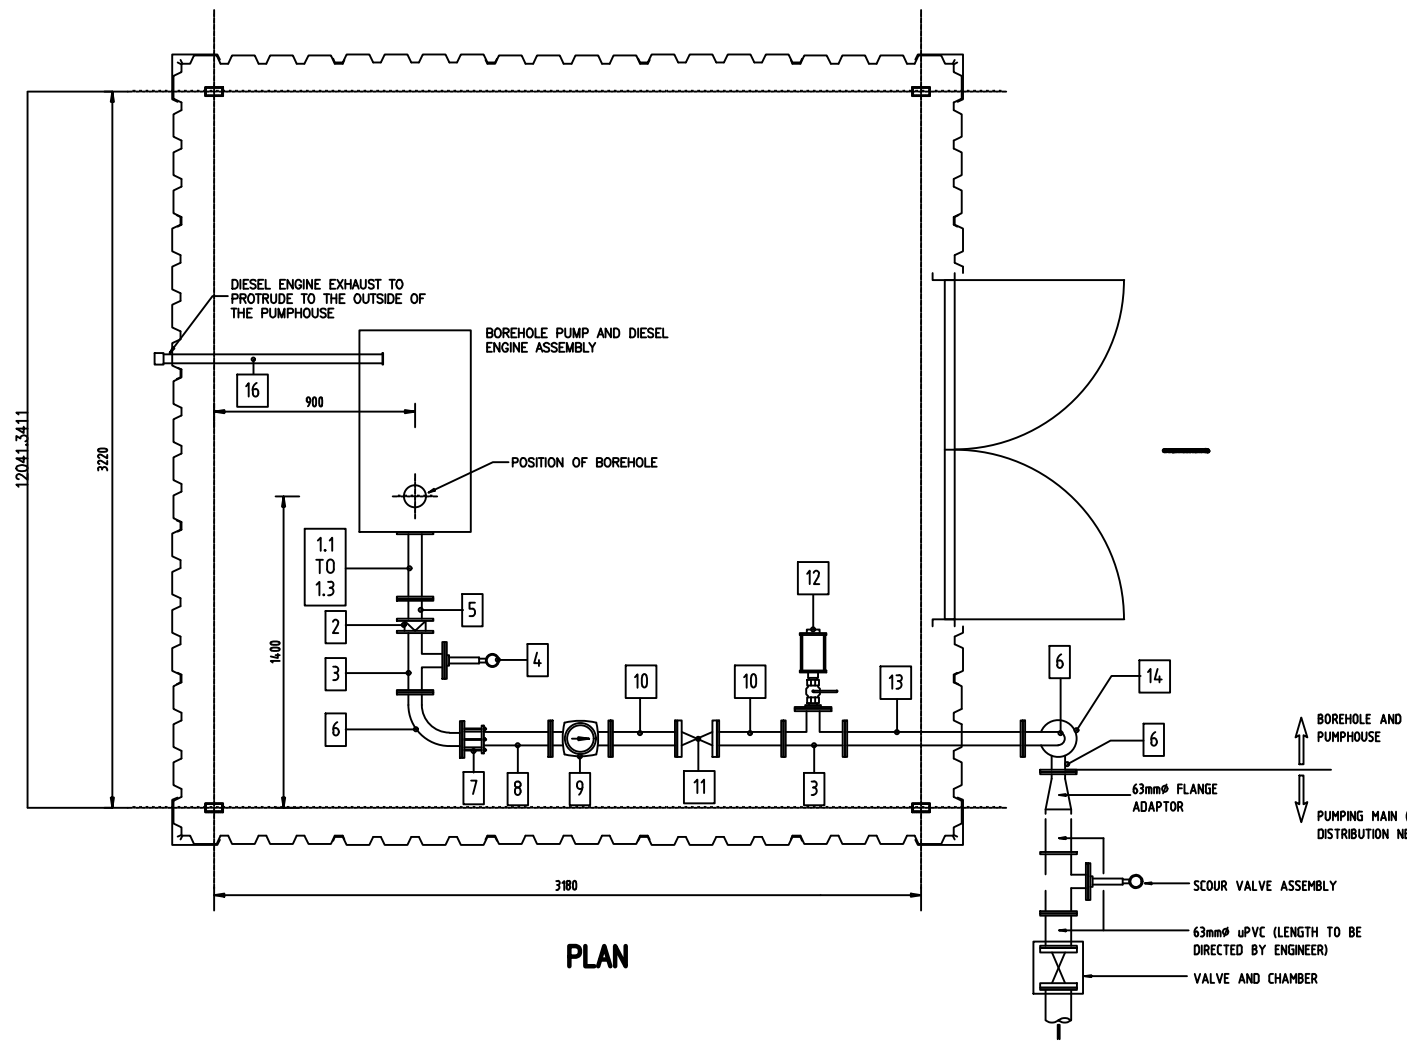 DIESEL ENGINE EXHAUST TO
PROTRUDE TO THE OUTSIDE OF
THE PUMPHOUSE
BOREHOLE PUMP AND DIESEL
ENGINE ASSEMBLY
16
900
12041.3411
3220
POSITION OF BOREHOLE
1.1
TO
1.3
12
5
2
1400
4
3
10
10
13
6
14
6
6
BOREHOLE AND
PUMPHOUSE
7
8
9
11
3
63mmø FLANGE
ADAPTOR
PUMPING MAIN (
DISTRIBUTION NE
3180
SCOUR VALVE ASSEMBLY
63mmø uPVC (LENGTH TO BE
DIRECTED BY ENGINEER)
VALVE AND CHAMBER
PLAN